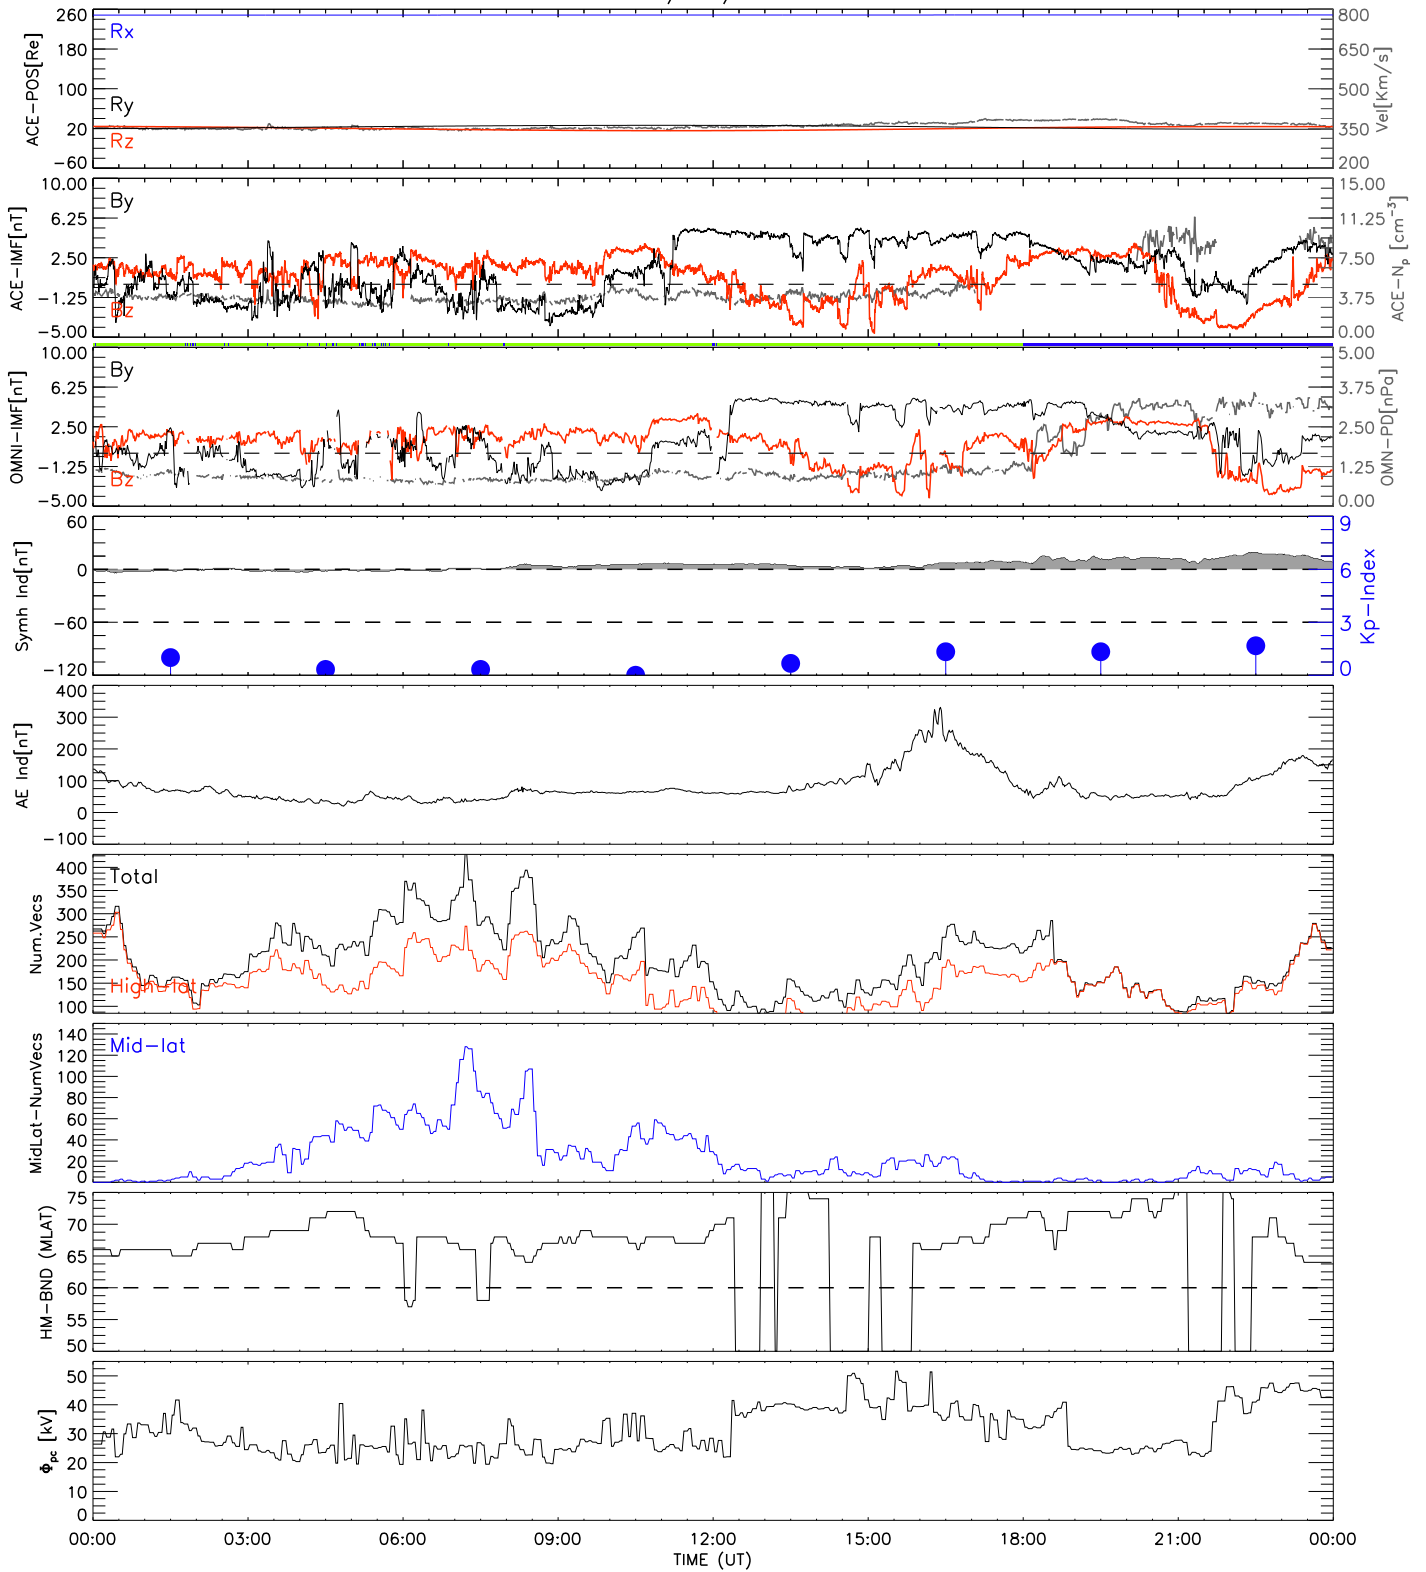 260
180
100
20
−60
ACE−POS[Re]
Rx
Ry
Rz
800
650
500
350
200
Vel[Km/s]
10.00
6.25
2.50
−1.25
−5.00
ACE−IMF[nT]
By
Bz
15.00
11.25
7.50
3.75
0.00
ACE−Np [cm−3]
10.00
6.25
2.50
−1.25
−5.00
OMNI−IMF[nT]
By
Bz
5.00
3.75
2.50
1.25
0.00
OMN−PD[nPa]
60
0
−60
−120
Symh Ind[nT]
9
6
3
0
Kp−Index
400
300
200
100
0
−100
AE Ind[nT]
400
350
300
250
200
150
100
Num.Vecs
Total
High−lat
140
120
100
80
60
40
20
0
MidLat−NumVecs
Mid−lat
75
70
65
60
55
50
HM−BND (MLAT)
50
40
30
20
10
0
Φpc [kV]
00:00 03:00 06:00 09:00 12:00 15:00 18:00 21:00 00:00
TIME (UT)